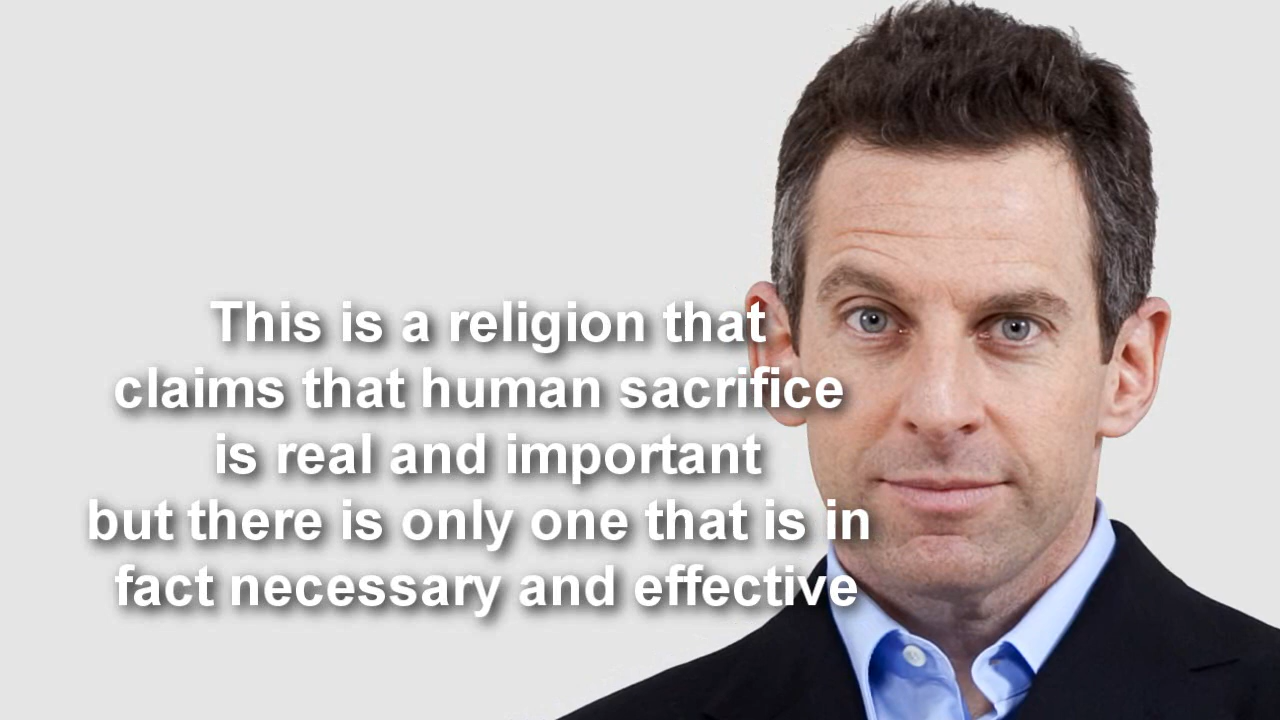 This is a religion that
claims that human sacrifice
is real and important
but there is only one that is in
fact necessary and effective